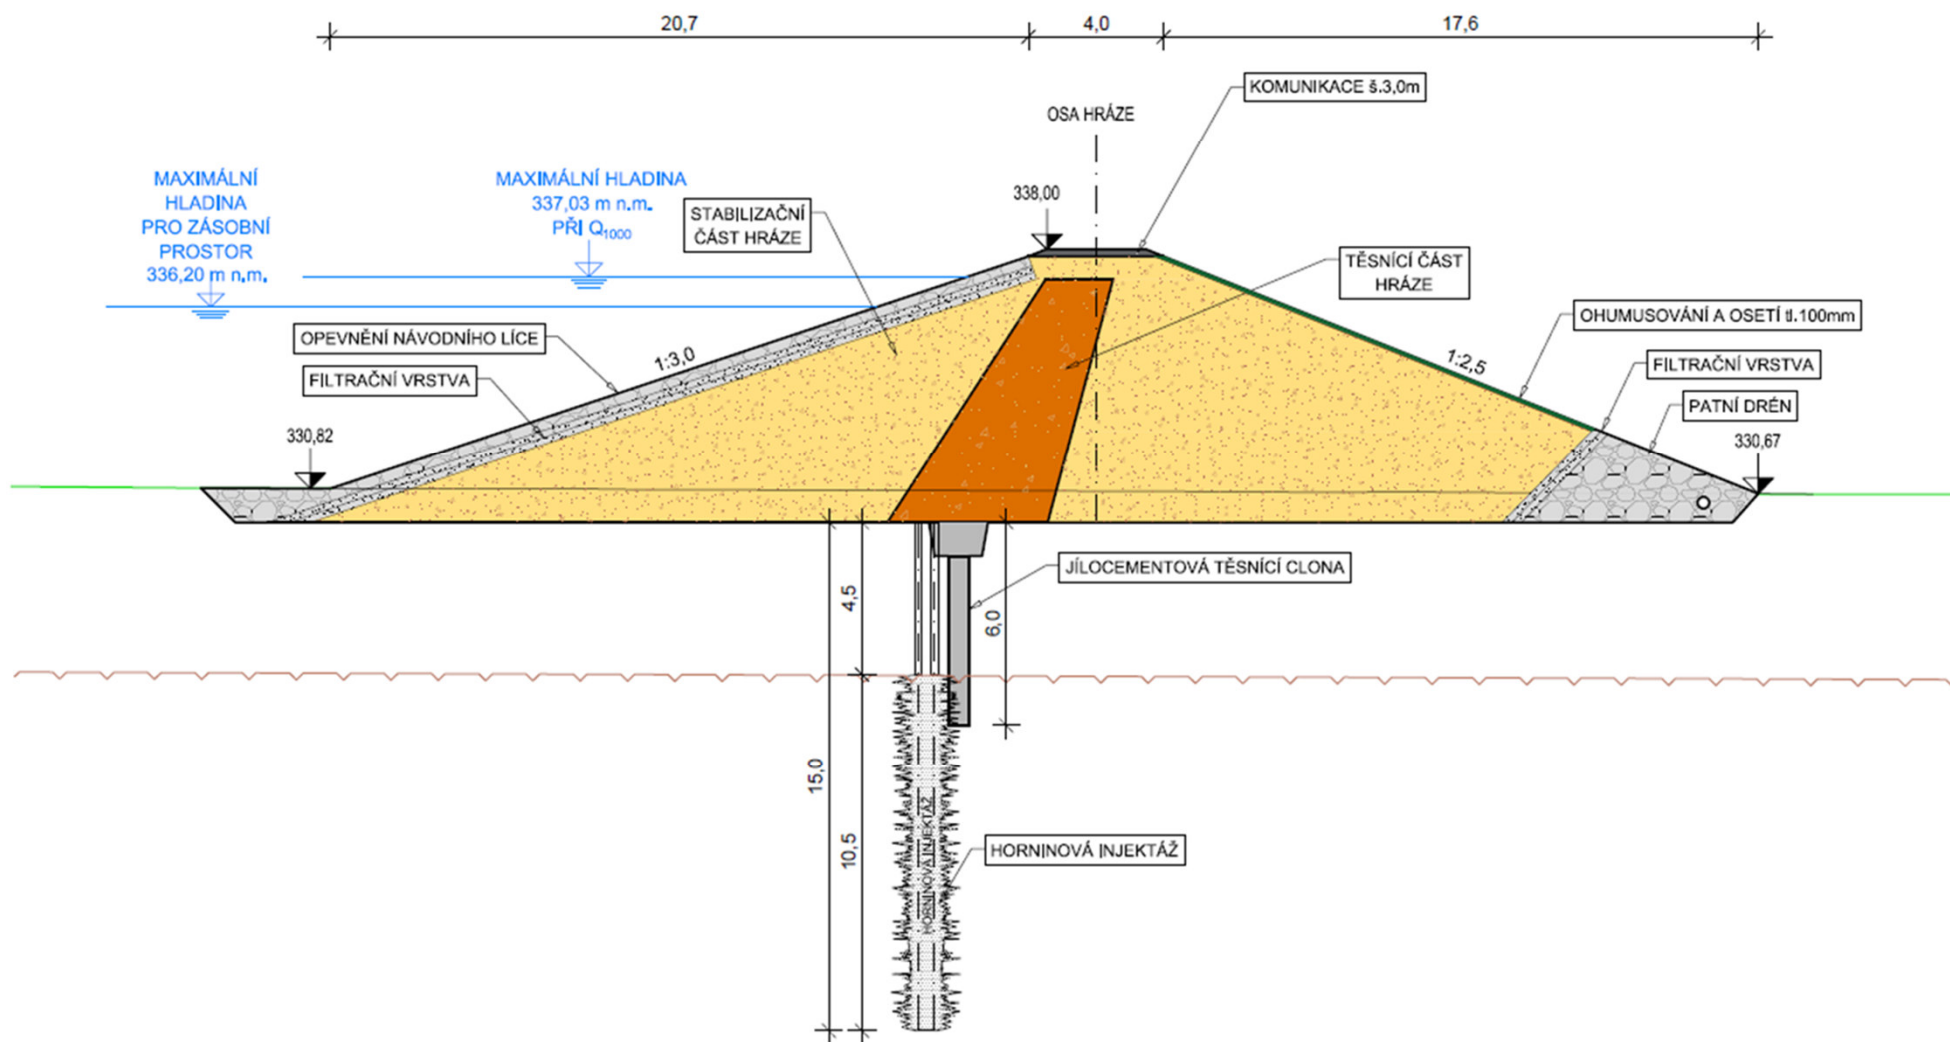 20,7
4,0
17,6
KOMUNIKACE š.3,0m
OSA HRÁZE
MAXIMÁLNÍ
HLADINA
PRO ZÁSOBNÍ
PROSTOR
336,20 m n.m.
MAXIMÁLNÍ HLADINA
337,03 m n.m.
PŘI Q1000
STABILIZAČNÍ
ČÁST HRÁZE
338,00
TĚSNÍCÍ ČÁST
HRÁZE
OPEVNĚNÍ NÁVODNÍHO LÍCE
1:3,0
FILTRAČNÍ VRSTVA
OHUMUSOVÁNÍ A OSETÍ tl.100mm
1:2,5
FILTRAČNÍ VRSTVA
PATNÍ DRÉN
330,82
330,67
JÍLOCEMENTOVÁ TĚSNÍCÍ CLONA
4,5
6,0
15,0
10,5
HORNINOVÁ INJEKTÁŽ
HORNINOVÁ INJEKTÁŽ